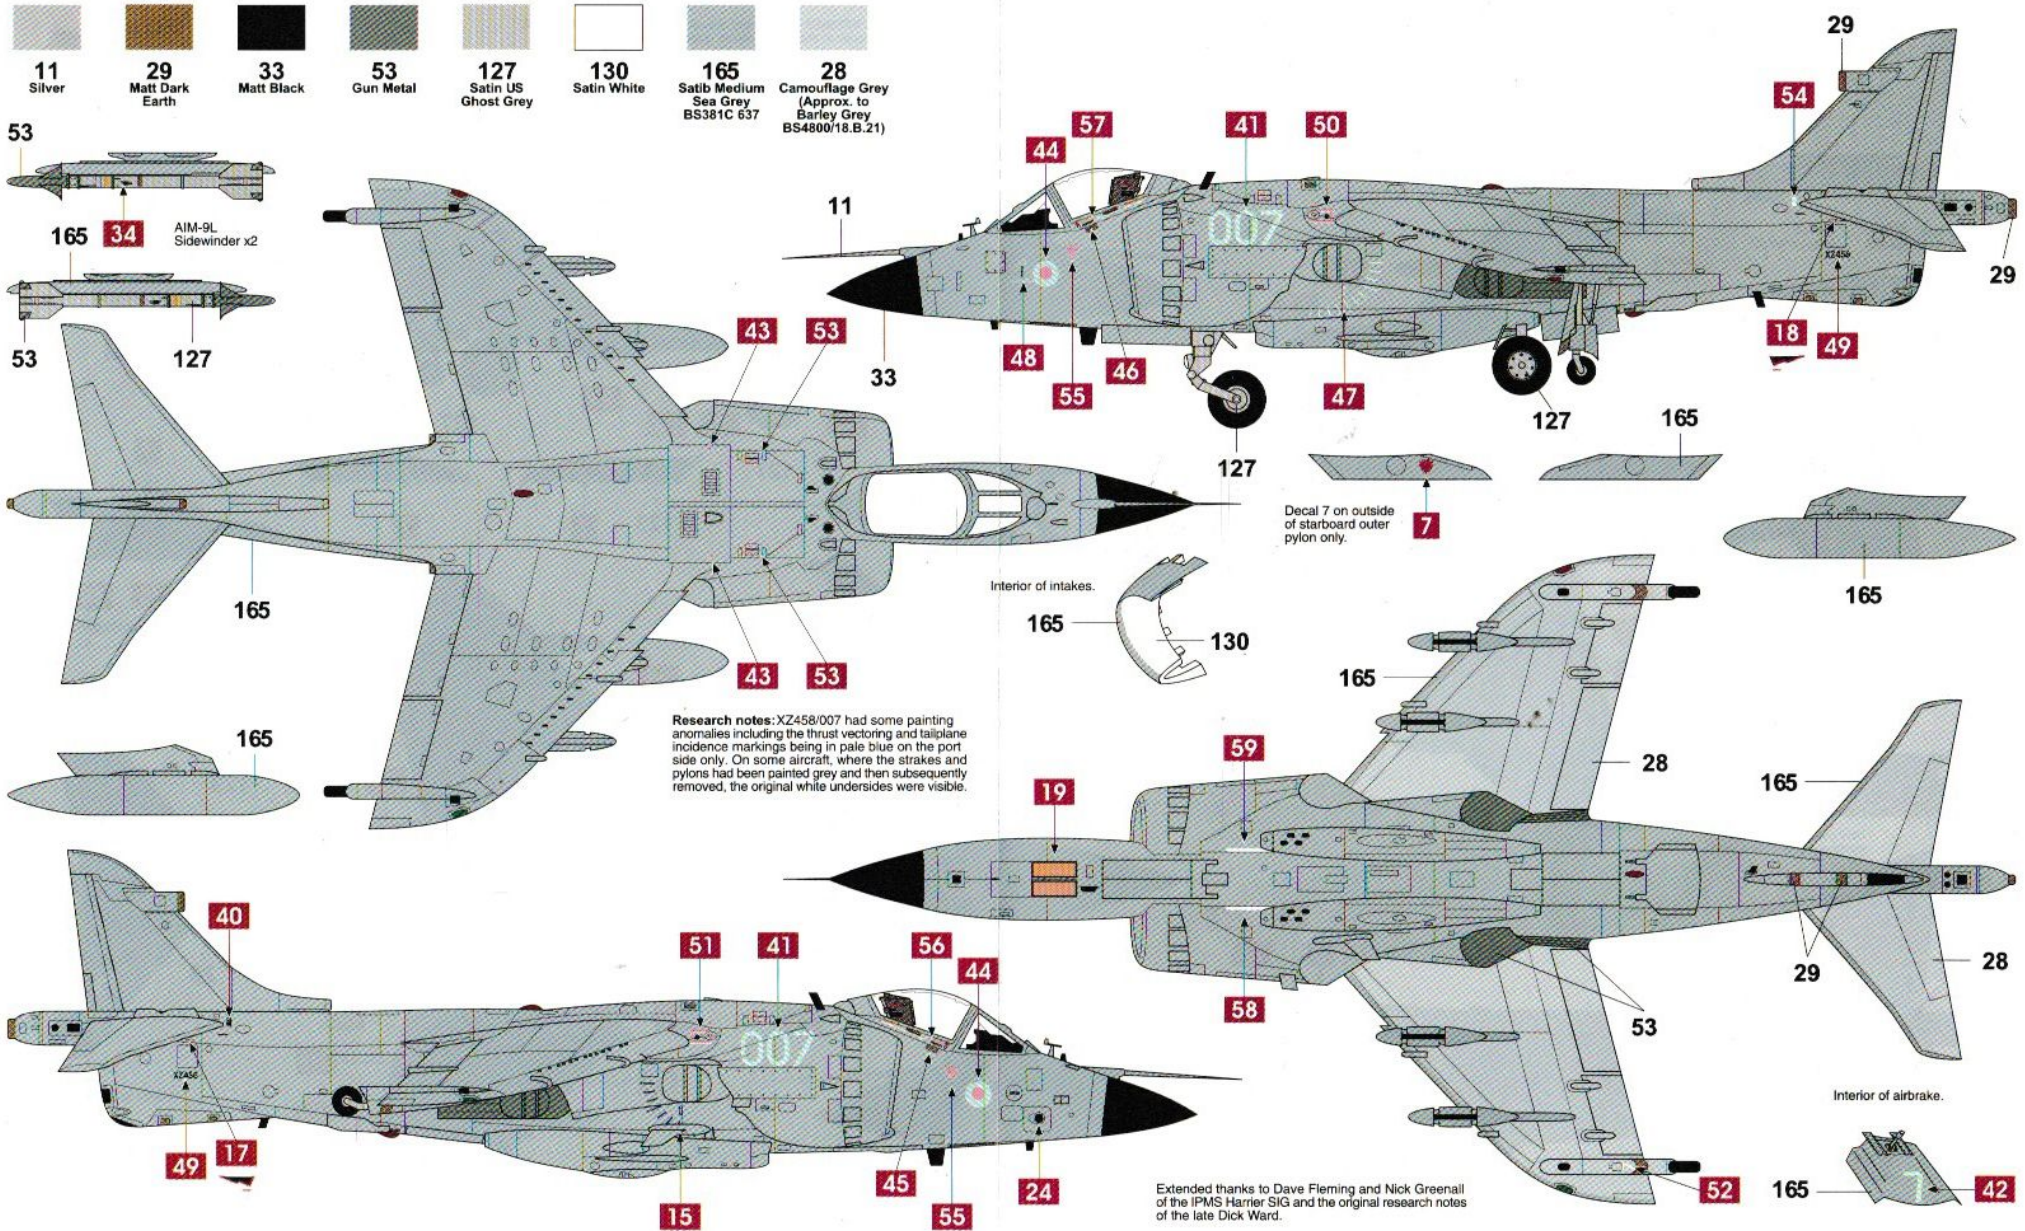 11
Silver
29
Matt Dark
Earth
33
Matt Black
53
Gun Metal
127
Satin US
Ghost Grey
130
Satin White
165
Satib Medium
Sea Grey
BS381C 637
28
Camouflage Grey
(Approx. to
Barley Grey
BS4800/18.B.21)
53
34
AIM-9L
Sidewinder x2
165
53
127
43
53
165
43
53
11
44
57
41
50
54
29
007
XZ458
33
48
55
46
47
127
127
18
49
29
165
Decal 7 on outside
of starboard outer
pylon only.
7
165
Interior of intakes.
165
130
Research notes: XZ458/007 had some painting
anomalies including the thrust vectoring and tailplane
incidence markings being in pale blue on the port
side only. On some aircraft, where the strakes and
pylons had been painted grey and then subsequently
removed, the original white undersides were visible.
165
165
59
28
165
19
58
53
29
28
40
51
41
56
44
007
XZ458
49
17
15
45
55
24
52
Extended thanks to Dave Fleming and Nick Greenall
of the IPMS Harrier SIG and the original research notes
of the late Dick Ward.
Interior of airbrake.
165
7
42